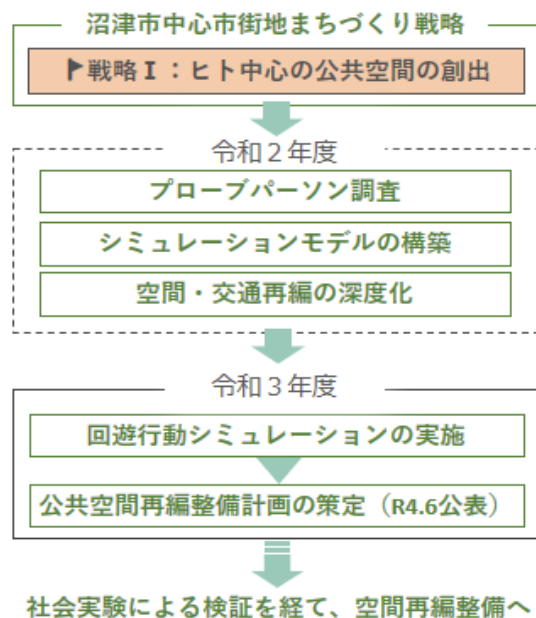 沼津市中心市街地まちづくり戦略
戦略Ⅰ：ヒト中心の公共空間の創出
令和２年度
プローブパーソン調査
シミュレーションモデルの構築
空間・交通再編の深度化
令和３年度
回遊行動シミュレーションの実施
公共空間再編整備計画の策定（R4.6公表）
社会実験による検証を経て、空間再編整備へ